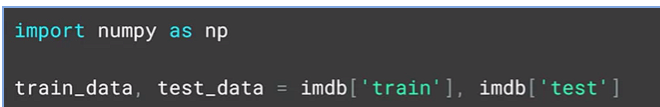 import numpy as np
train_data, test_data = imdb['train'], imdb['test']